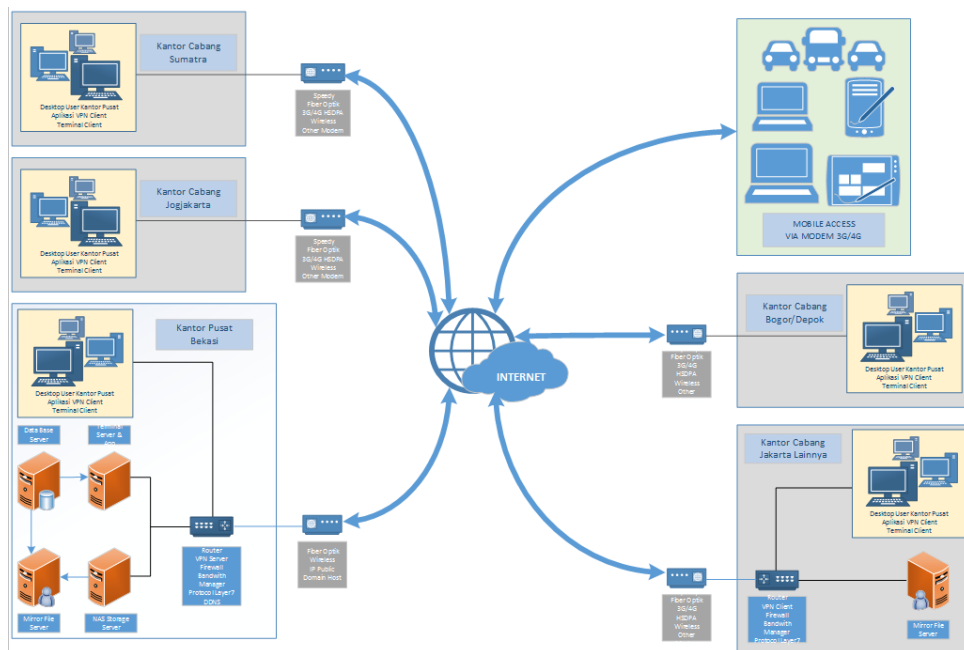 Kantor Cabang
Sumatra
Desktop User Kantor Pusat
Aplikasi VPN Client
Terminal Client
Speedy
Fiber Optik
3G/4G HSDPA
Wireless
Other Modem
Kantor Cabang
Jogjakarta
Desktop User Kantor Pusat
Aplikasi VPN Client
Terminal Client
Speedy
Fiber Optik
3G/4G HSDPA
Wireless
Other Modem
Kantor Pusat
Bekasi
Desktop User Kantor Pusat
Aplikasi VPN Client
Terminal Client
Data Base
Server
Terminal
Server & App
Mirror File
Server
NAS Storage
Server
Router
VPN Server
Firewall
Bandwith
Manager
Protocol Layer7
DDNS
Fiber Optik
Wireless
IP Public
Domain Host
INTERNET
MOBILE ACCESS
VIA MODEM 3G/4G
Kantor Cabang
Bogor/Depok
Desktop User Kantor Pusat
Aplikasi VPN Client
Terminal Client
Fiber Optik
3G/4G
HSDPA
Wireless
Other
Kantor Cabang
Jakarta Lainnya
Desktop User Kantor Pusat
Aplikasi VPN Client
Terminal Client
Fiber Optik
3G/4G
HSDPA
Wireless
Other
Router
VPN Client
Firewall
Bandwith
Manager
Protocol Layer7
Mirror File
Server